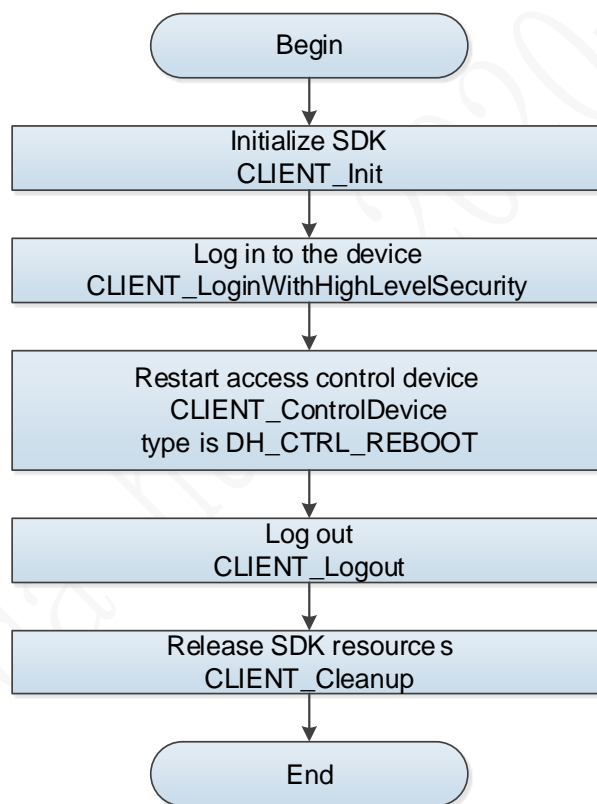 Begin
Initialize SDK
CLIENT_Init
Log in to the device
CLIENT_LoginWithHighLevelSecurity
Restart access control device
CLIENT_ControlDevice
type is DH_CTRL_REBOOT
Log out
CLIENT_Logout
Release SDK resources
CLIENT_Cleanup
End